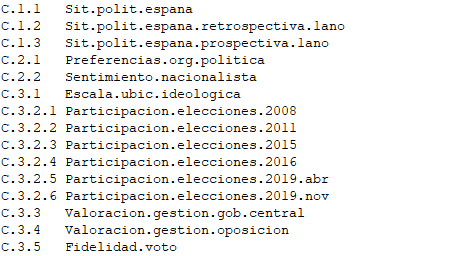 C.1.1 Sit.polit.espana
C.1.2 Sit.polit.espana.retrospectiva.1ano
C.1.3 Sit.polit.espana.prospectiva.1ano
C.2.1 Preferencias.org.politica
C.2.2 Sentimiento.nacionalista
C.3.1 Escala.ubic.ideologica
C.3.2.1 Participacion.elecciones.2008
C.3.2.2 Participacion.elecciones.2011
C.3.2.3 Participacion.elecciones.2015
C.3.2.4 Participacion.elecciones.2016
C.3.2.5 Participacion.elecciones.2019.abr
C.3.2.6 Participacion.elecciones.2019.nov
C.3.3 Valoracion.gestion.gob.central
C.3.4 Valoracion.gestion.oposicion
C.3.5 Fidelidad.voto